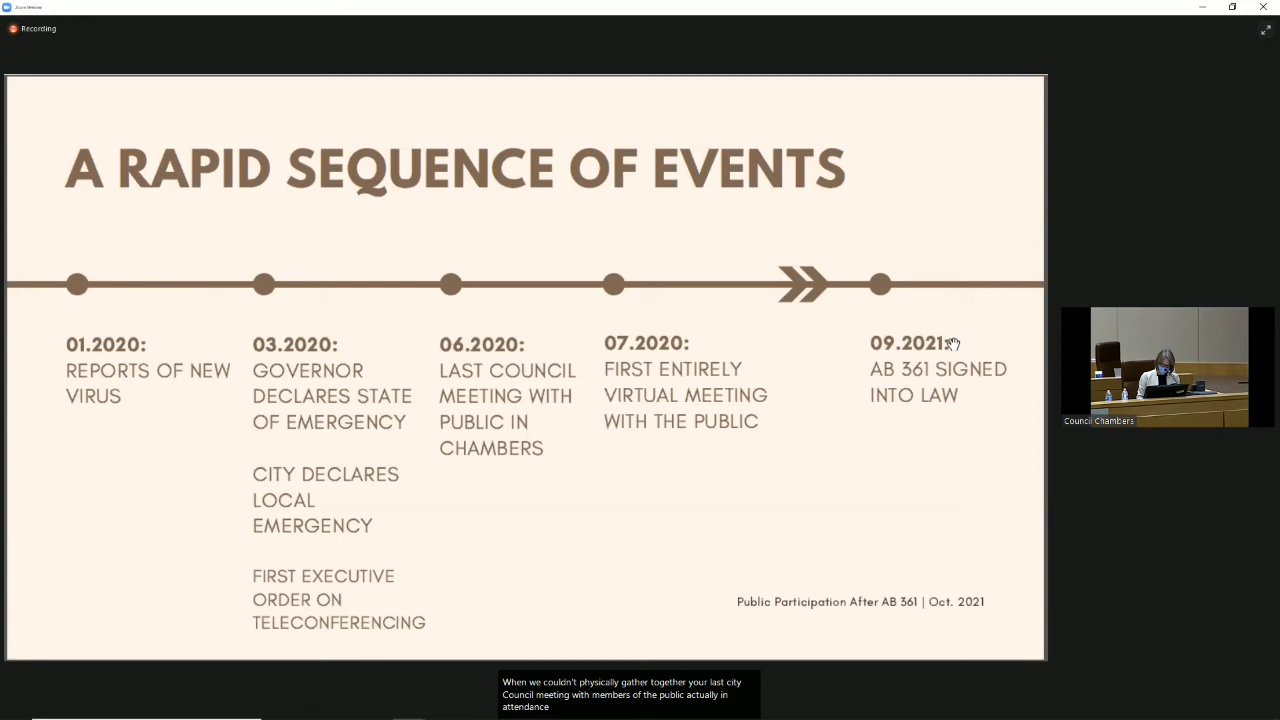 Zoom Webinar
Recording
A RAPID SEQUENCE OF EVENTS
01.2020:
REPORTS OF NEW
VIRUS
03.2020:
GOVERNOR
DECLARES STATE
OF EMERGENCY
CITY DECLARES
LOCAL
EMERGENCY
FIRST EXECUTIVE
ORDER ON
TELECONFERENCING
06.2020:
LAST COUNCIL
MEETING WITH
PUBLIC IN
CHAMBERS
07.2020:
FIRST ENTIRELY
VIRTUAL MEETING
WITH THE PUBLIC
09.2021:
AB 361 SIGNED
INTO LAW
Public Participation After AB 361 | Oct. 2021
Council Chambers
When we couldn't physically gather together your last city
Council meeting with members of the public actually in
attendance